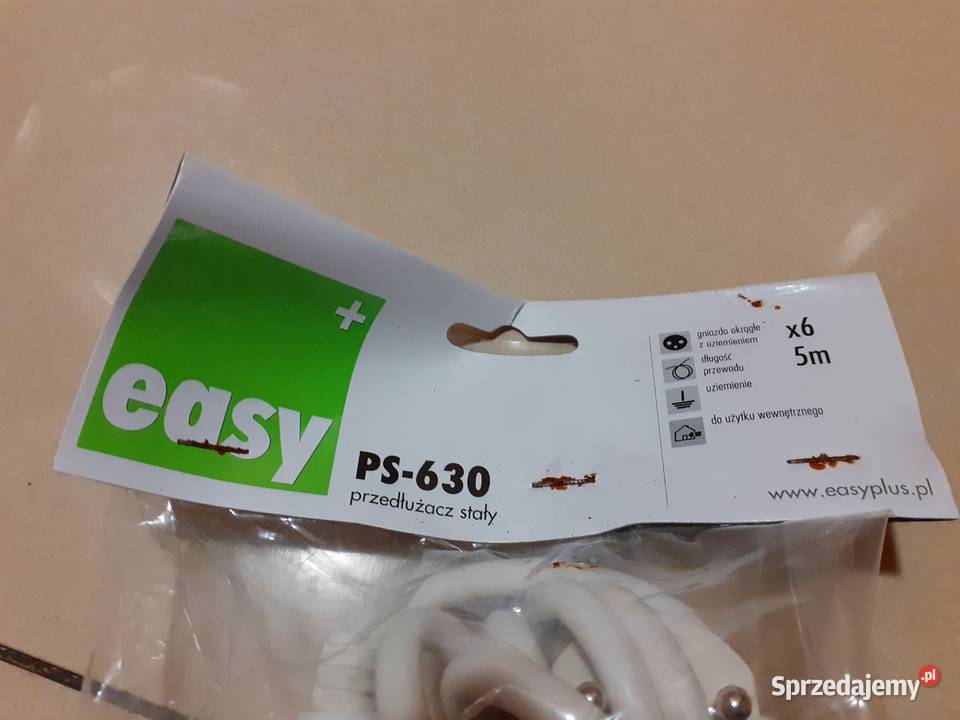 easy+
PS-630
przedłużacz stały
gniazdo okrągłe
z uziemieniem
x6
długość
przewodu
5m
uziemienie
do użytku wewnętrznego
www.easyplus.pl
Sprzedajemy.pl